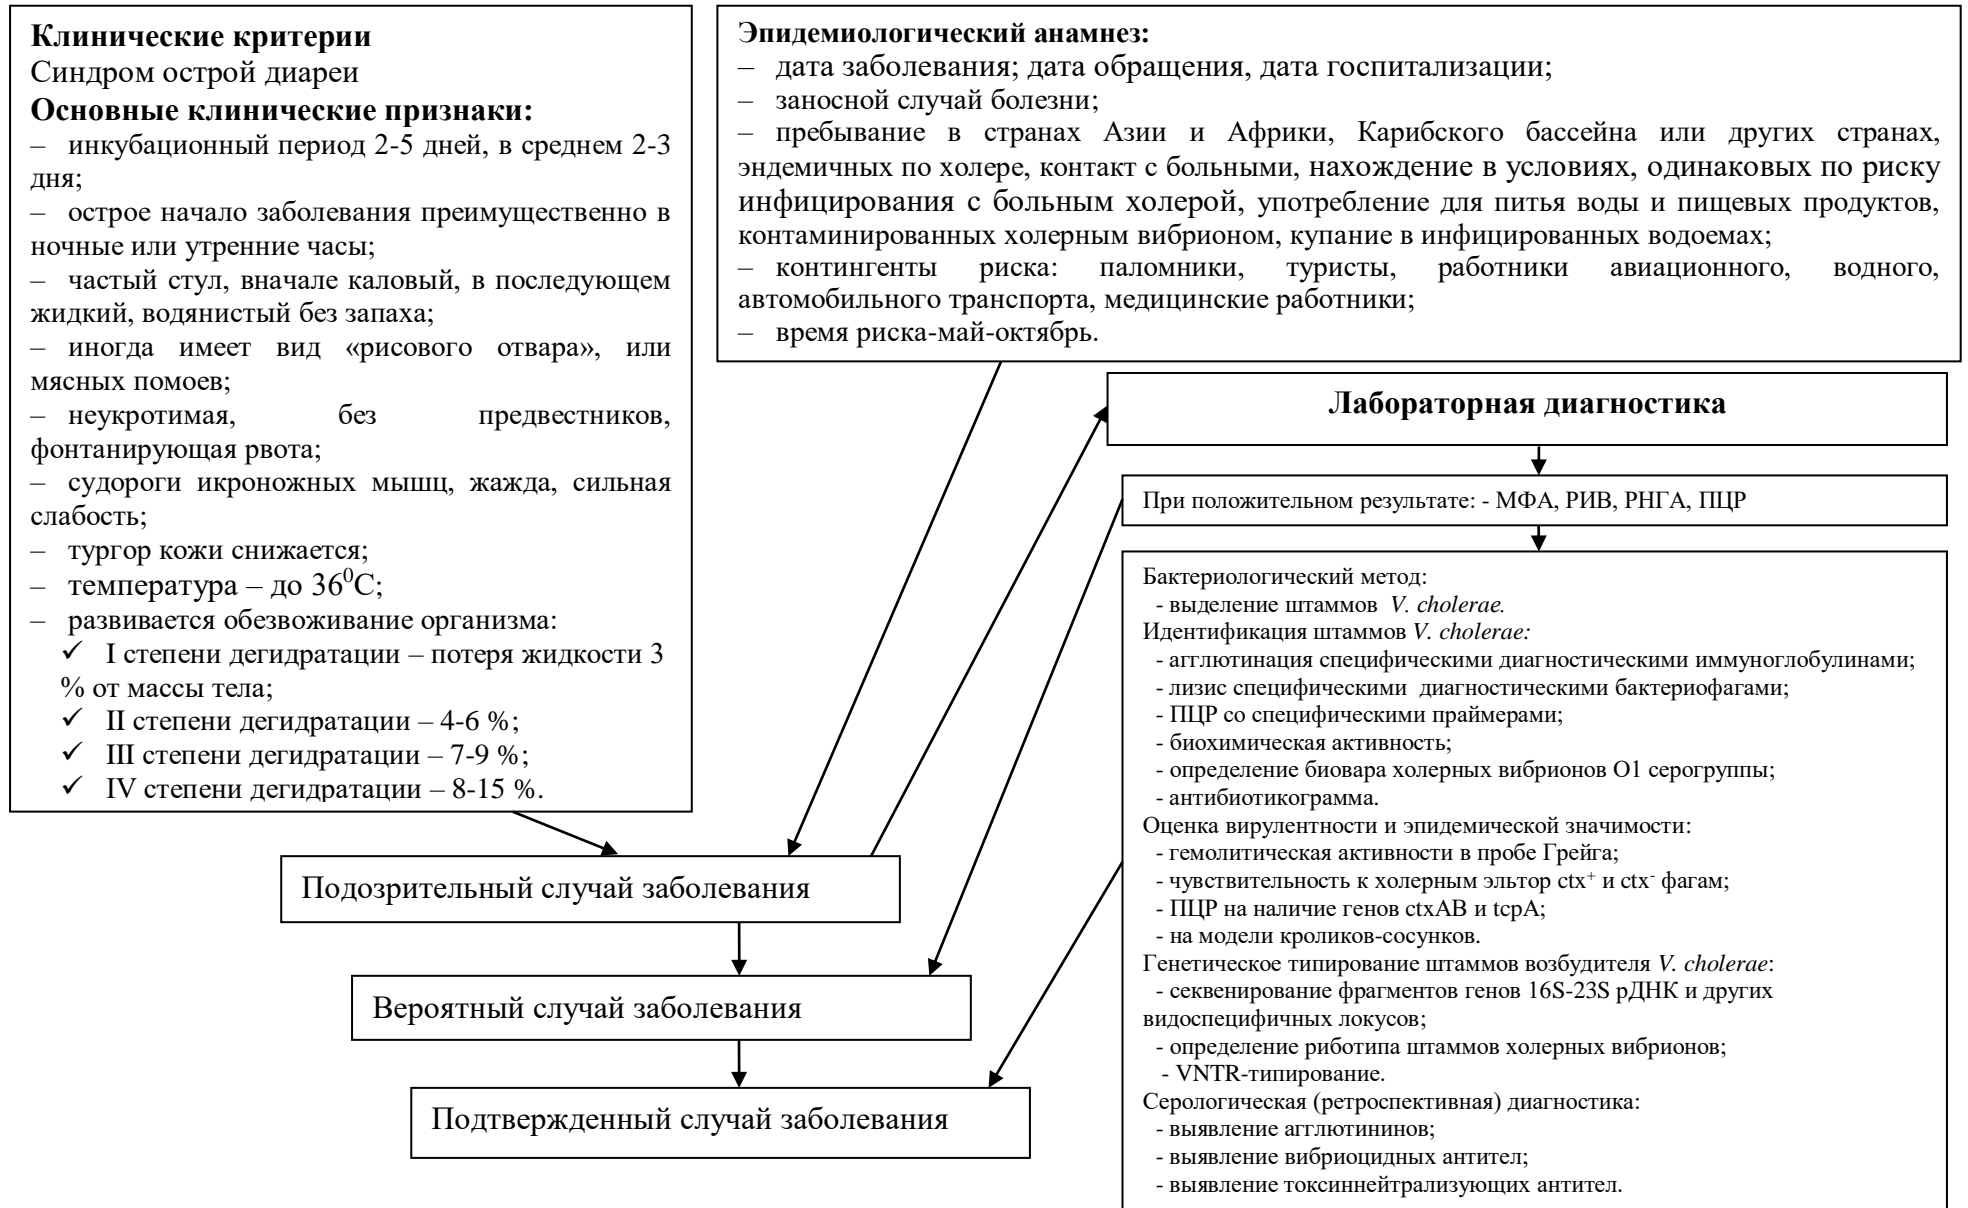 Клинические критерии
Синдром острой диареи
Основные клинические признаки:
– инкубационный период 2-5 дней, в среднем 2-3
дня;
– острое начало заболевания преимущественно в
ночные или утренние часы;
– частый стул, вначале каловый, в последующем
жидкий, водянистый без запаха;
– иногда имеет вид «рисового отвара», или
мясных помоев;
– неукротимая, без предвестников,
фонтанирующая рвота;
– судороги икроножных мышц, жажда, сильная
слабость;
– тургор кожи снижается;
– температура – до 36⁰С;
– развивается обезвоживание организма:
✓ I степени дегидратации – потеря жидкости 3
% от массы тела;
✓ II степени дегидратации – 4-6 %;
✓ III степени дегидратации – 7-9 %;
✓ IV степени дегидратации – 8-15 %.
Эпидемиологический анамнез:
– дата заболевания; дата обращения, дата госпитализации;
– заносной случай болезни;
– пребывание в странах Азии и Африки, Карибского бассейна или других странах,
эндемичных по холере, контакт с больными, нахождение в условиях, одинаковых по риску
инфицирования с больным холерой, употребление для питья воды и пищевых продуктов,
контаминированных холерным вибрионом, купание в инфицированных водоемах;
– контингенты риска: паломники, туристы, работники авиационного, водного,
автомобильного транспорта, медицинские работники;
– время риска-май-октябрь.
Лабораторная диагностика
При положительном результате: - МФА, РИВ, РНГА, ПЦР
Бактериологический метод:
- выделение штаммов V. cholerae.
Идентификация штаммов V. cholerae:
- агглютинация специфическими диагностическими иммуноглобулинами;
- лизис специфическими диагностическими бактериофагами;
- ПЦР со специфическими праймерами;
- биохимическая активность;
- определение биовара холерных вибрионов О1 серогруппы;
- антибиотикограмма.
Оценка вирулентности и эпидемической значимости:
- гемолитическая активности в пробе Грейга;
- чувствительность к холерным эльтор ctx⁺ и ctx⁻ фагам;
- ПЦР на наличие генов ctxAB и tcpA;
- на модели кроликов-сосунков.
Генетическое типирование штаммов возбудителя V. cholerae:
- секвенирование фрагментов генов 16S-23S рДНК и других
видоспецифичных локусов;
- определение риботипа штаммов холерных вибрионов;
- VNTR-типирование.
Серологическая (ретроспективная) диагностика:
- выявление агглютининов;
- выявление вибриоцидных антител;
- выявление токсиннейтрализующих антител.
Подозрительный случай заболевания
Вероятный случай заболевания
Подтвержденный случай заболевания